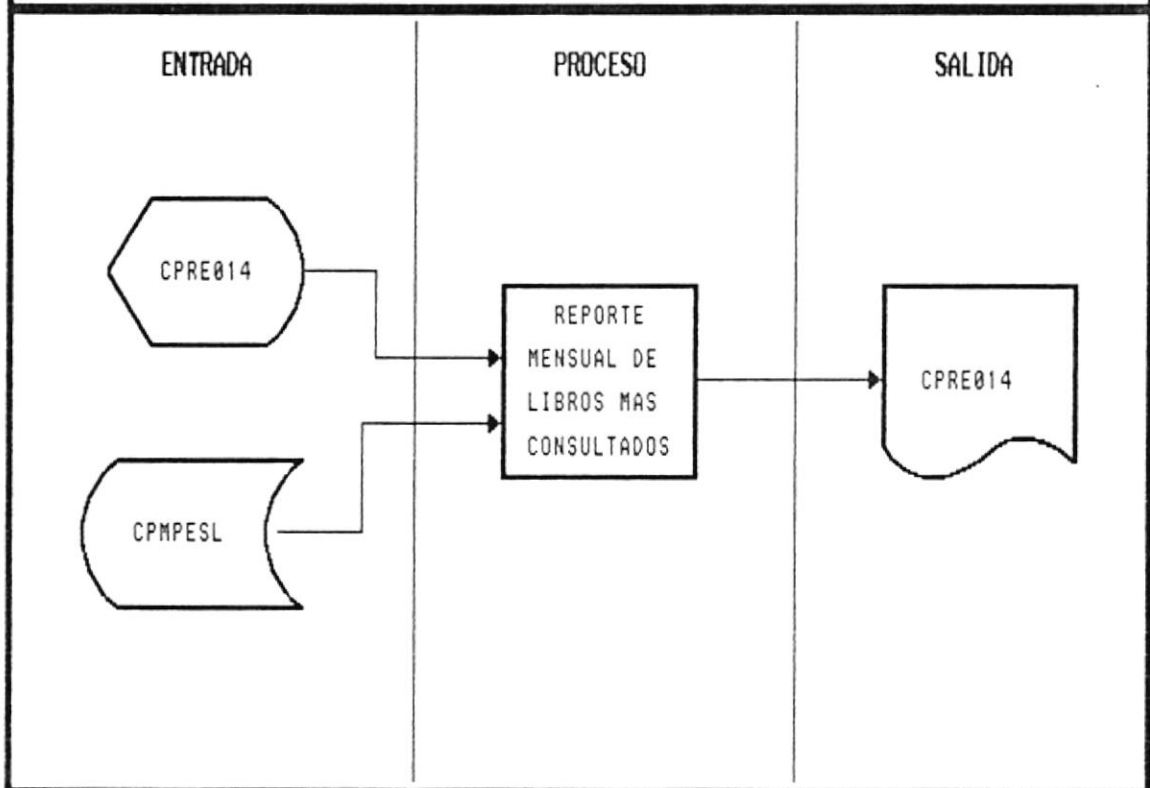 ENTRADA
PROCESO
SALIDA
CPRE014
REPORTE
MENSUAL DE
LIBROS MAS
CONSULTADOS
CPRE014
CPMPESL